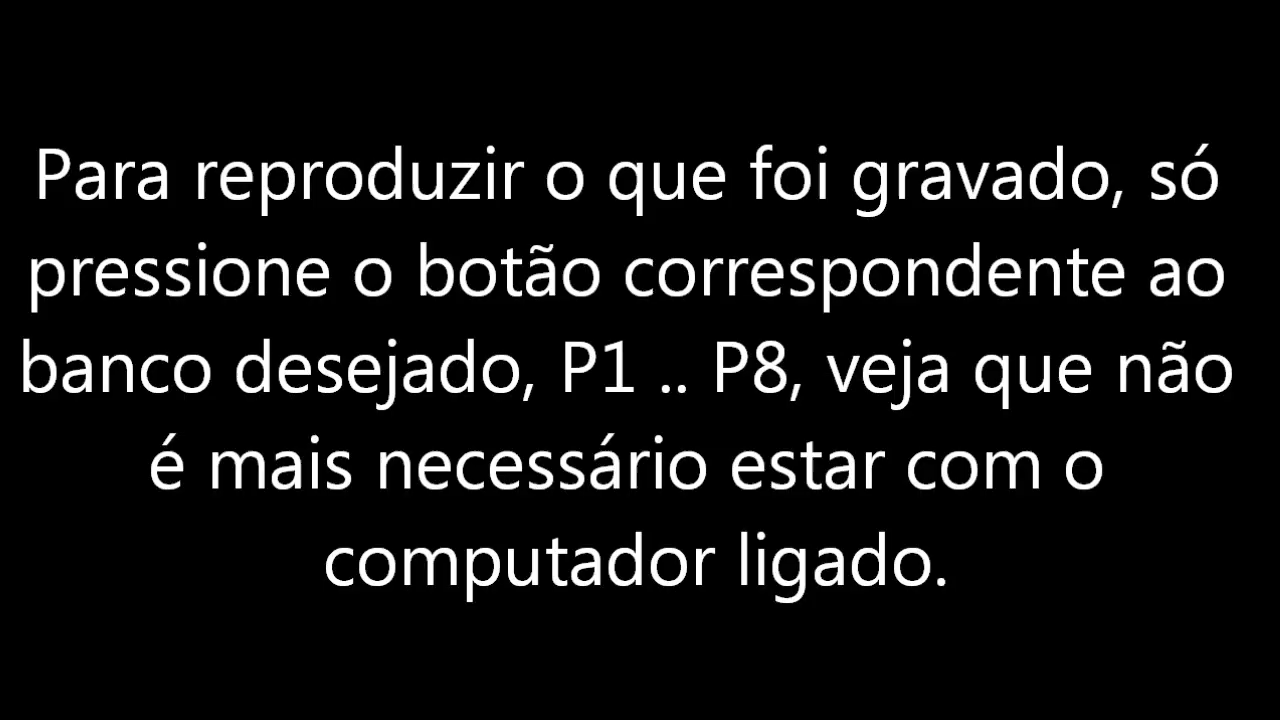 Para reproduzir o que foi gravado, só
pressione o botão correspondente ao
banco desejado, P1 .. P8, veja que não
é mais necessário estar com o
computador ligado.